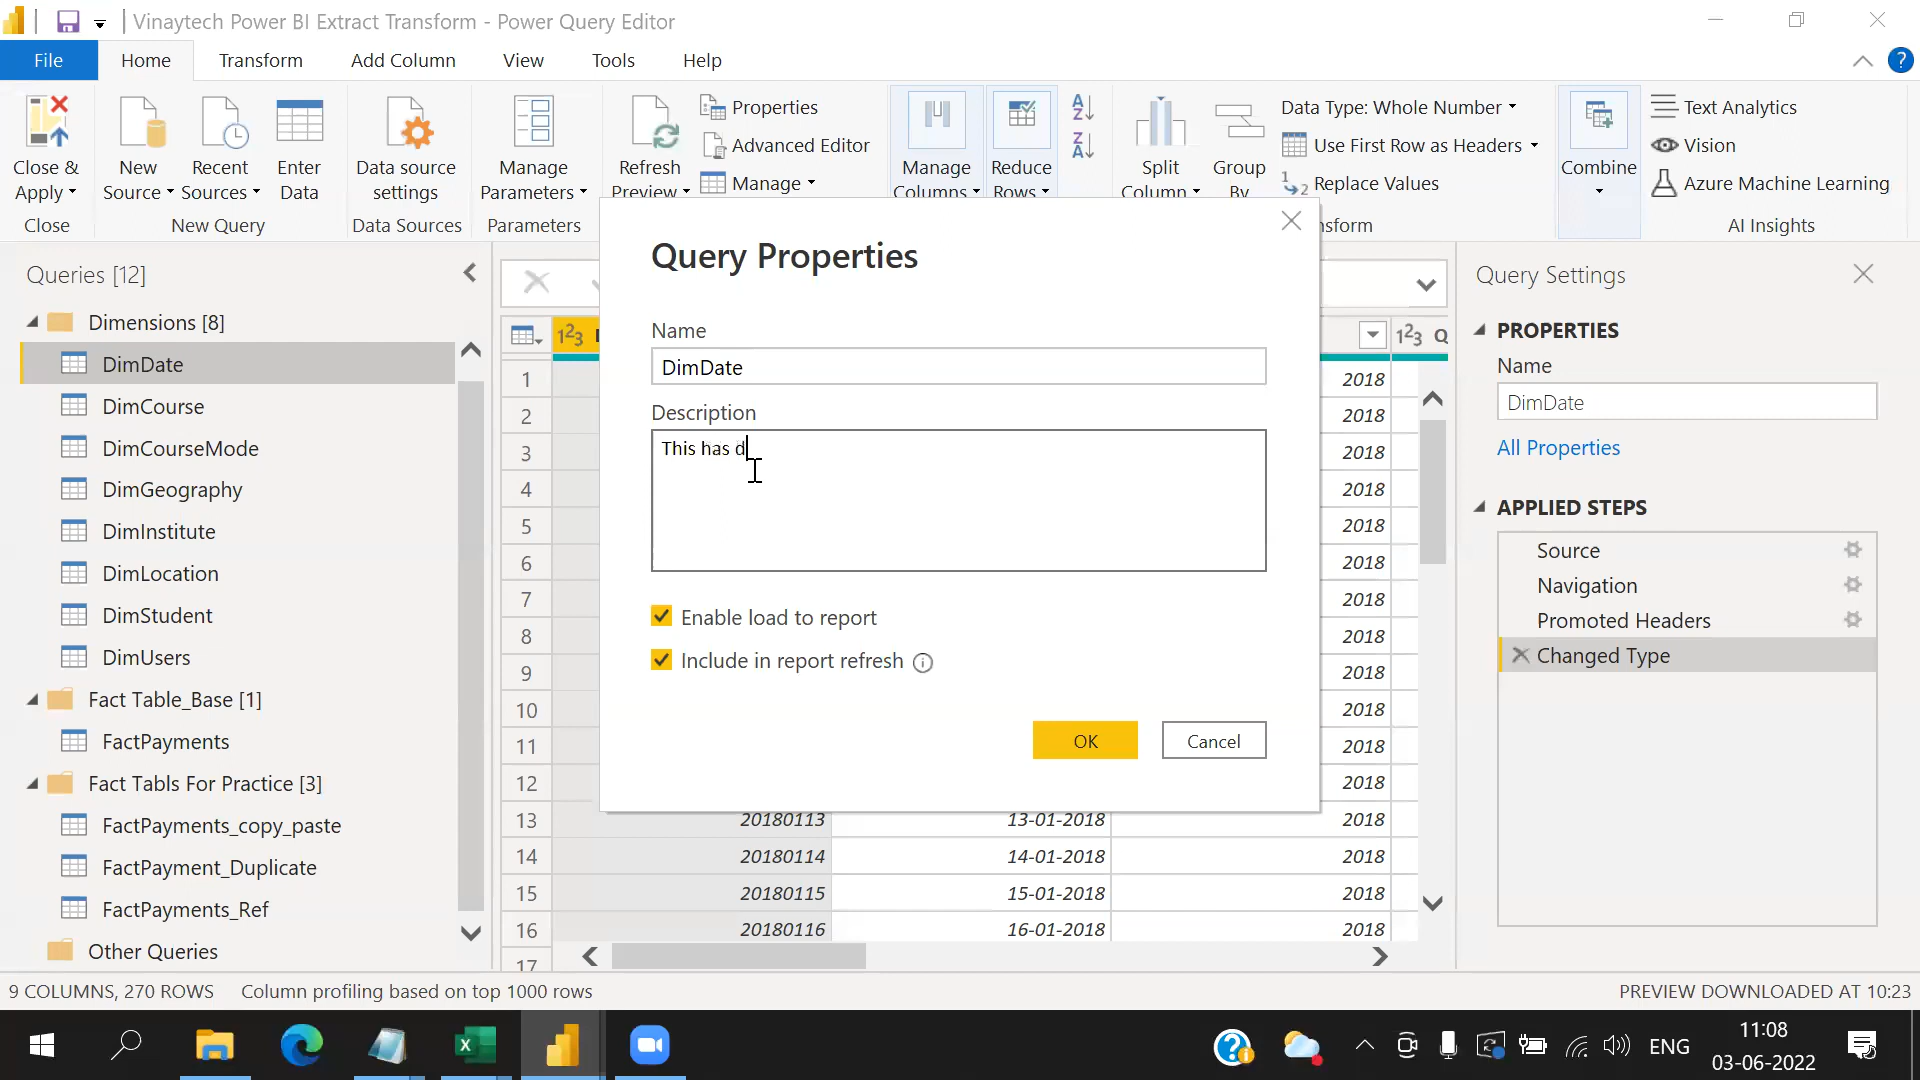 Vinaytech Power BI Extract Transform - Power Query Editor
File Home Transform Add Column View Tools Help
Close & Apply
Close
New Source
Recent Sources
Enter Data
New Query
Data source settings
Data Sources
Manage Parameters
Parameters
Refresh Preview
Properties
Advanced Editor
Manage
Manage Columns
Reduce Rows
Split Column
Group By
Data Type: Whole Number
Use First Row as Headers
Replace Values
sform
Combine
Text Analytics
Vision
Azure Machine Learning
AI Insights
Queries [12]
Dimensions [8]
DimDate
DimCourse
DimCourseMode
DimGeography
DimInstitute
DimLocation
DimStudent
DimUsers
Fact Table_Base [1]
FactPayments
Fact Tabls For Practice [3]
FactPayments_copy_paste
FactPayment_Duplicate
FactPayments_Ref
Other Queries
Query Properties
Name
DimDate
Description
This has d
Enable load to report
Include in report refresh
OK Cancel
123 123 Q
1 2018
2 2018
3 2018
4 2018
5 2018
6 2018
7 2018
8 2018
9 2018
10 2018
11 2018
12 2018
13 20180113 13-01-2018 2018
14 20180114 14-01-2018 2018
15 20180115 15-01-2018 2018
16 20180116 16-01-2018 2018
17
Query Settings
PROPERTIES
Name
DimDate
All Properties
APPLIED STEPS
Source
Navigation
Promoted Headers
Changed Type
9 COLUMNS, 270 ROWS Column profiling based on top 1000 rows
PREVIEW DOWNLOADED AT 10:23
ENG
11:08
03-06-2022